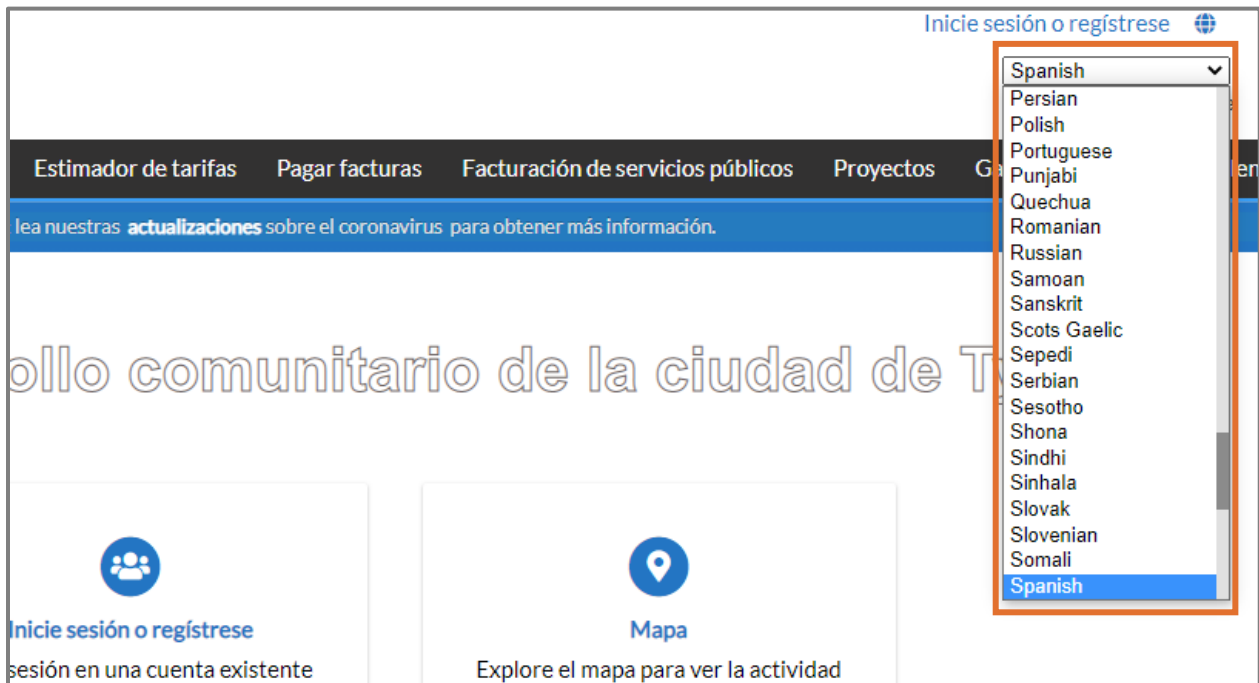 Inicie sesión o regístrese
Spanish
Persian
Polish
Portuguese
Punjabi
Quechua
Romanian
Russian
Samoan
Sanskrit
Scots Gaelic
Sepedi
Serbian
Sesotho
Shona
Sindhi
Sinhala
Slovak
Slovenian
Somali
Spanish
Estimador de tarifas Pagar facturas Facturación de servicios públicos Proyectos
lea nuestras actualizaciones sobre el coronavirus para obtener más información.
ollo comunitario de la ciudad de
Inicie sesión o regístrese
sesión en una cuenta existente
Mapa
Explore el mapa para ver la actividad